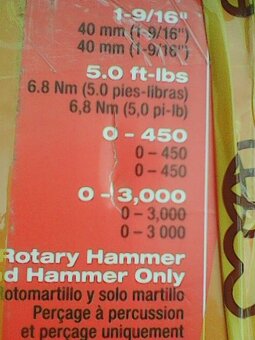 1-9/16"
40 mm (1-9/16")
40 mm (1-9/16")
5.0 ft-lbs
6.8 Nm (5.0 pies-libras)
6,8 Nm (5,0 pi-lb)
0 – 450
0 – 450
0 – 450
0 – 3,000
0 – 3,000
0 – 3 000
Rotary Hammer
d Hammer Only
otomartillo y solo martillo
Perçage à percussion
et perçage uniquement